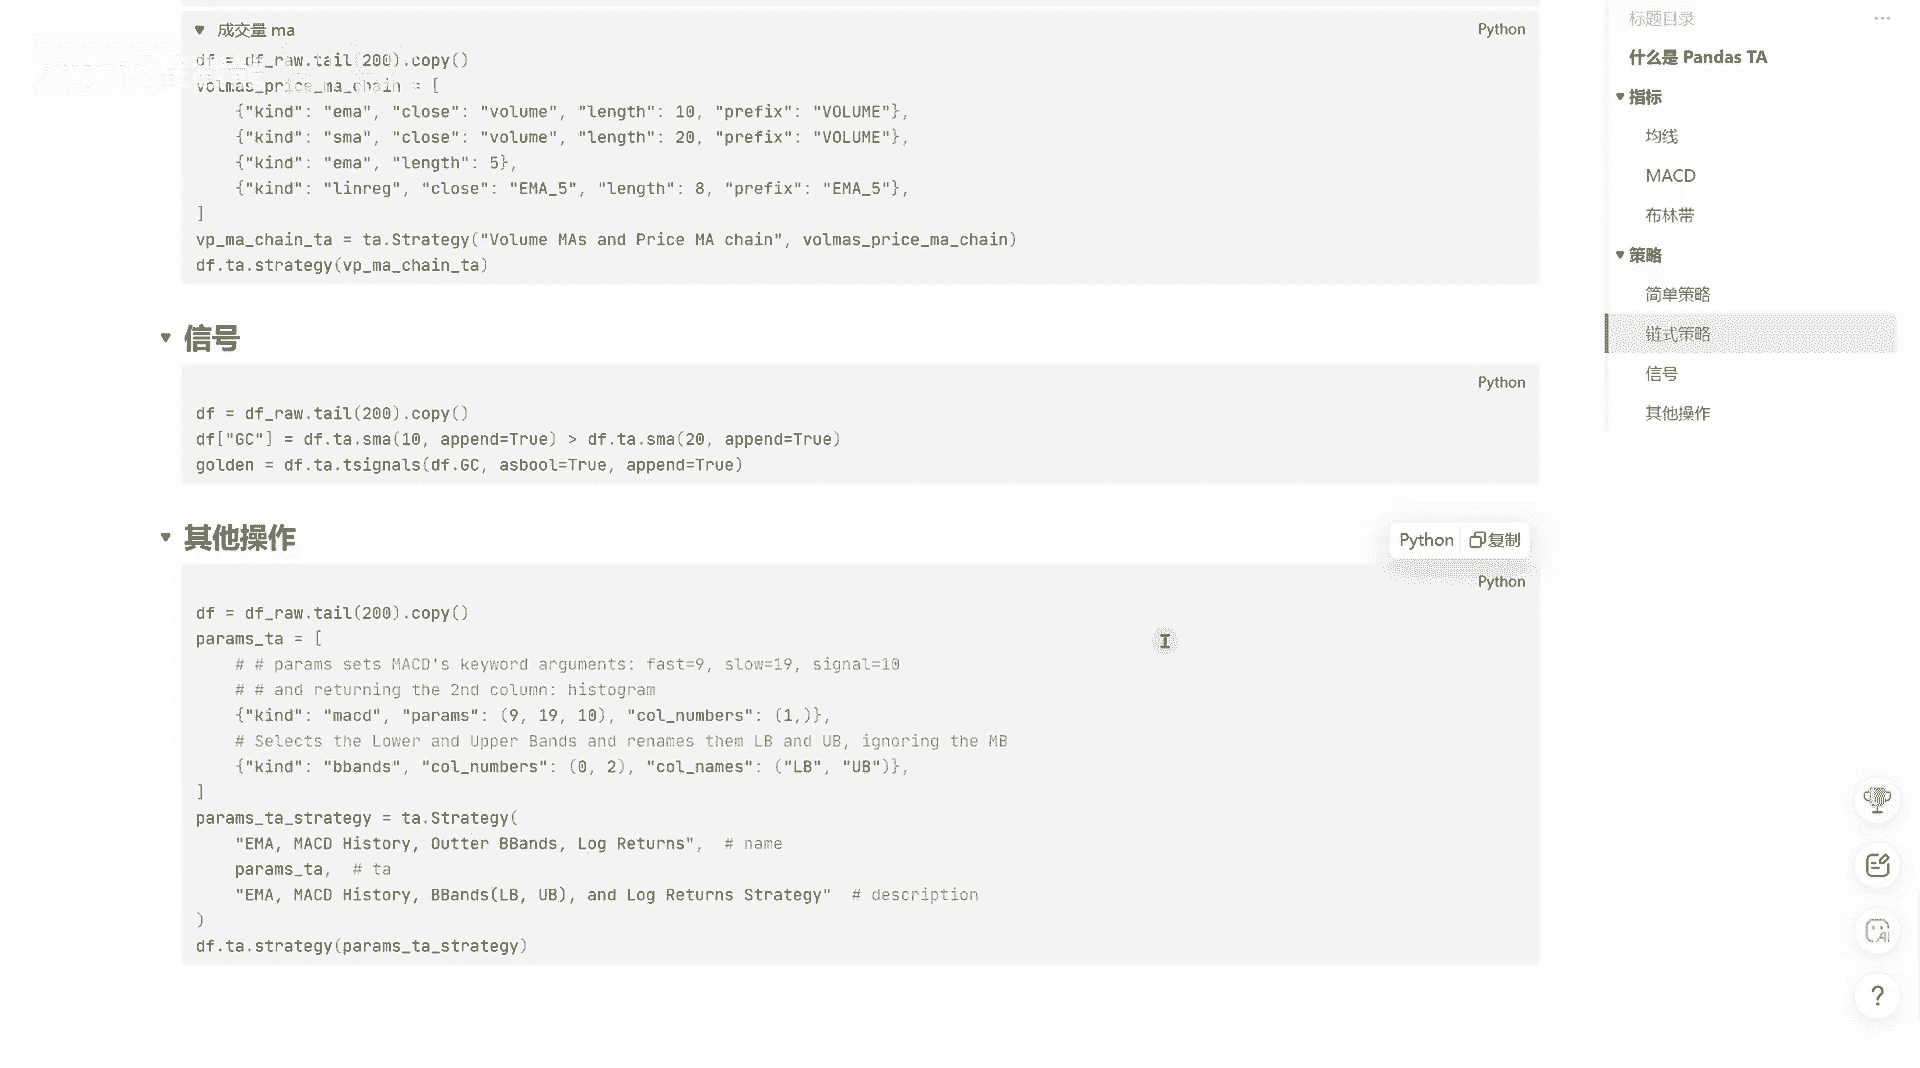 成交量 ma
Python
df = df_raw.tail(200).copy()
volmas_price_ma_chain = [
{"kind": "ema", "close": "volume", "length": 10, "prefix": "VOLUME"},
{"kind": "sma", "close": "volume", "length": 20, "prefix": "VOLUME"},
{"kind": "ema", "length": 5},
{"kind": "linreg", "close": "EMA_5", "length": 8, "prefix": "EMA_5"},
]
vp_ma_chain_ta = ta.Strategy("Volume MAs and Price MA chain", volmas_price_ma_chain)
df.ta.strategy(vp_ma_chain_ta)
信号
Python
df = df_raw.tail(200).copy()
df["GC"] = df.ta.sma(10, append=True) > df.ta.sma(20, append=True)
golden = df.ta.tsignals(df.GC, asbool=True, append=True)
其他操作
Python 复制
Python
df = df_raw.tail(200).copy()
params_ta = [
# # params sets MACD's keyword arguments: fast=9, slow=19, signal=10
# # and returning the 2nd column: histogram
{"kind": "macd", "params": (9, 19, 10), "col_numbers": (1,)},
# Selects the Lower and Upper Bands and renames them LB and UB, ignoring the MB
{"kind": "bbands", "col_numbers": (0, 2), "col_names": ("LB", "UB")},
]
params_ta_strategy = ta.Strategy(
"EMA, MACD History, Outter BBands, Log Returns",  # name
params_ta,  # ta
"EMA, MACD History, BBands(LB, UB), and Log Returns Strategy"  # description
)
df.ta.strategy(params_ta_strategy)
标题目录
什么是 Pandas TA
指标
均线
MACD
布林带
策略
简单策略
链式策略
信号
其他操作
AI
?